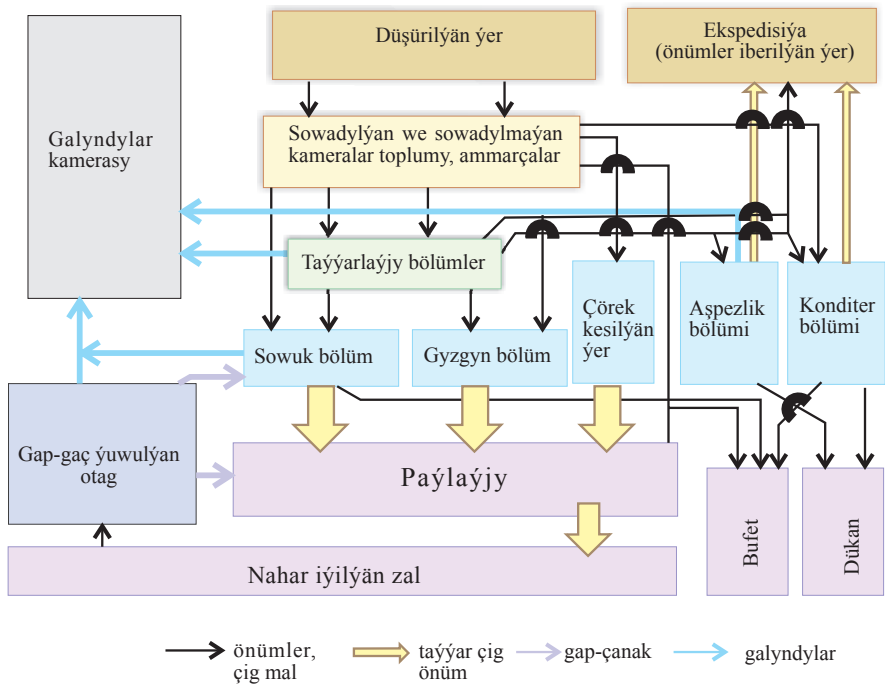 Düşürilýän ýer
Ekspedisiýa
(önümler iberilýän ýer)
Galyndylar
kamerasy
Sowadylýan we sowadylmaýan
kameralar toplumy, ammarçalar
Taýýarlaýjy bölümler
Sowuk bölüm
Gyzgyn bölüm
Çörek
kesilýän
ýer
Aşpezlik
bölümi
Konditer
bölümi
Gap-gaç ýuwulýan
otag
Paýlaýjy
Bufet
Dükan
Nahar iýilýän zal
önümler,
çig mal
taýýar çig
önüm
gap-çanak
galyndylar